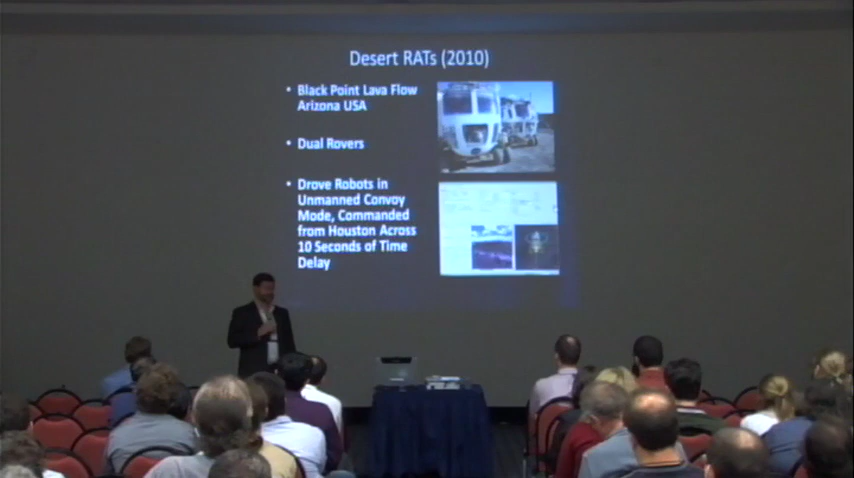 Desert RATs (2010)
• Black Point Lava Flow
Arizona USA
• Dual Rovers
• Drove Robots in
Unmanned Convoy
Mode, Commanded
from Houston Across
10 Seconds of Time
Delay